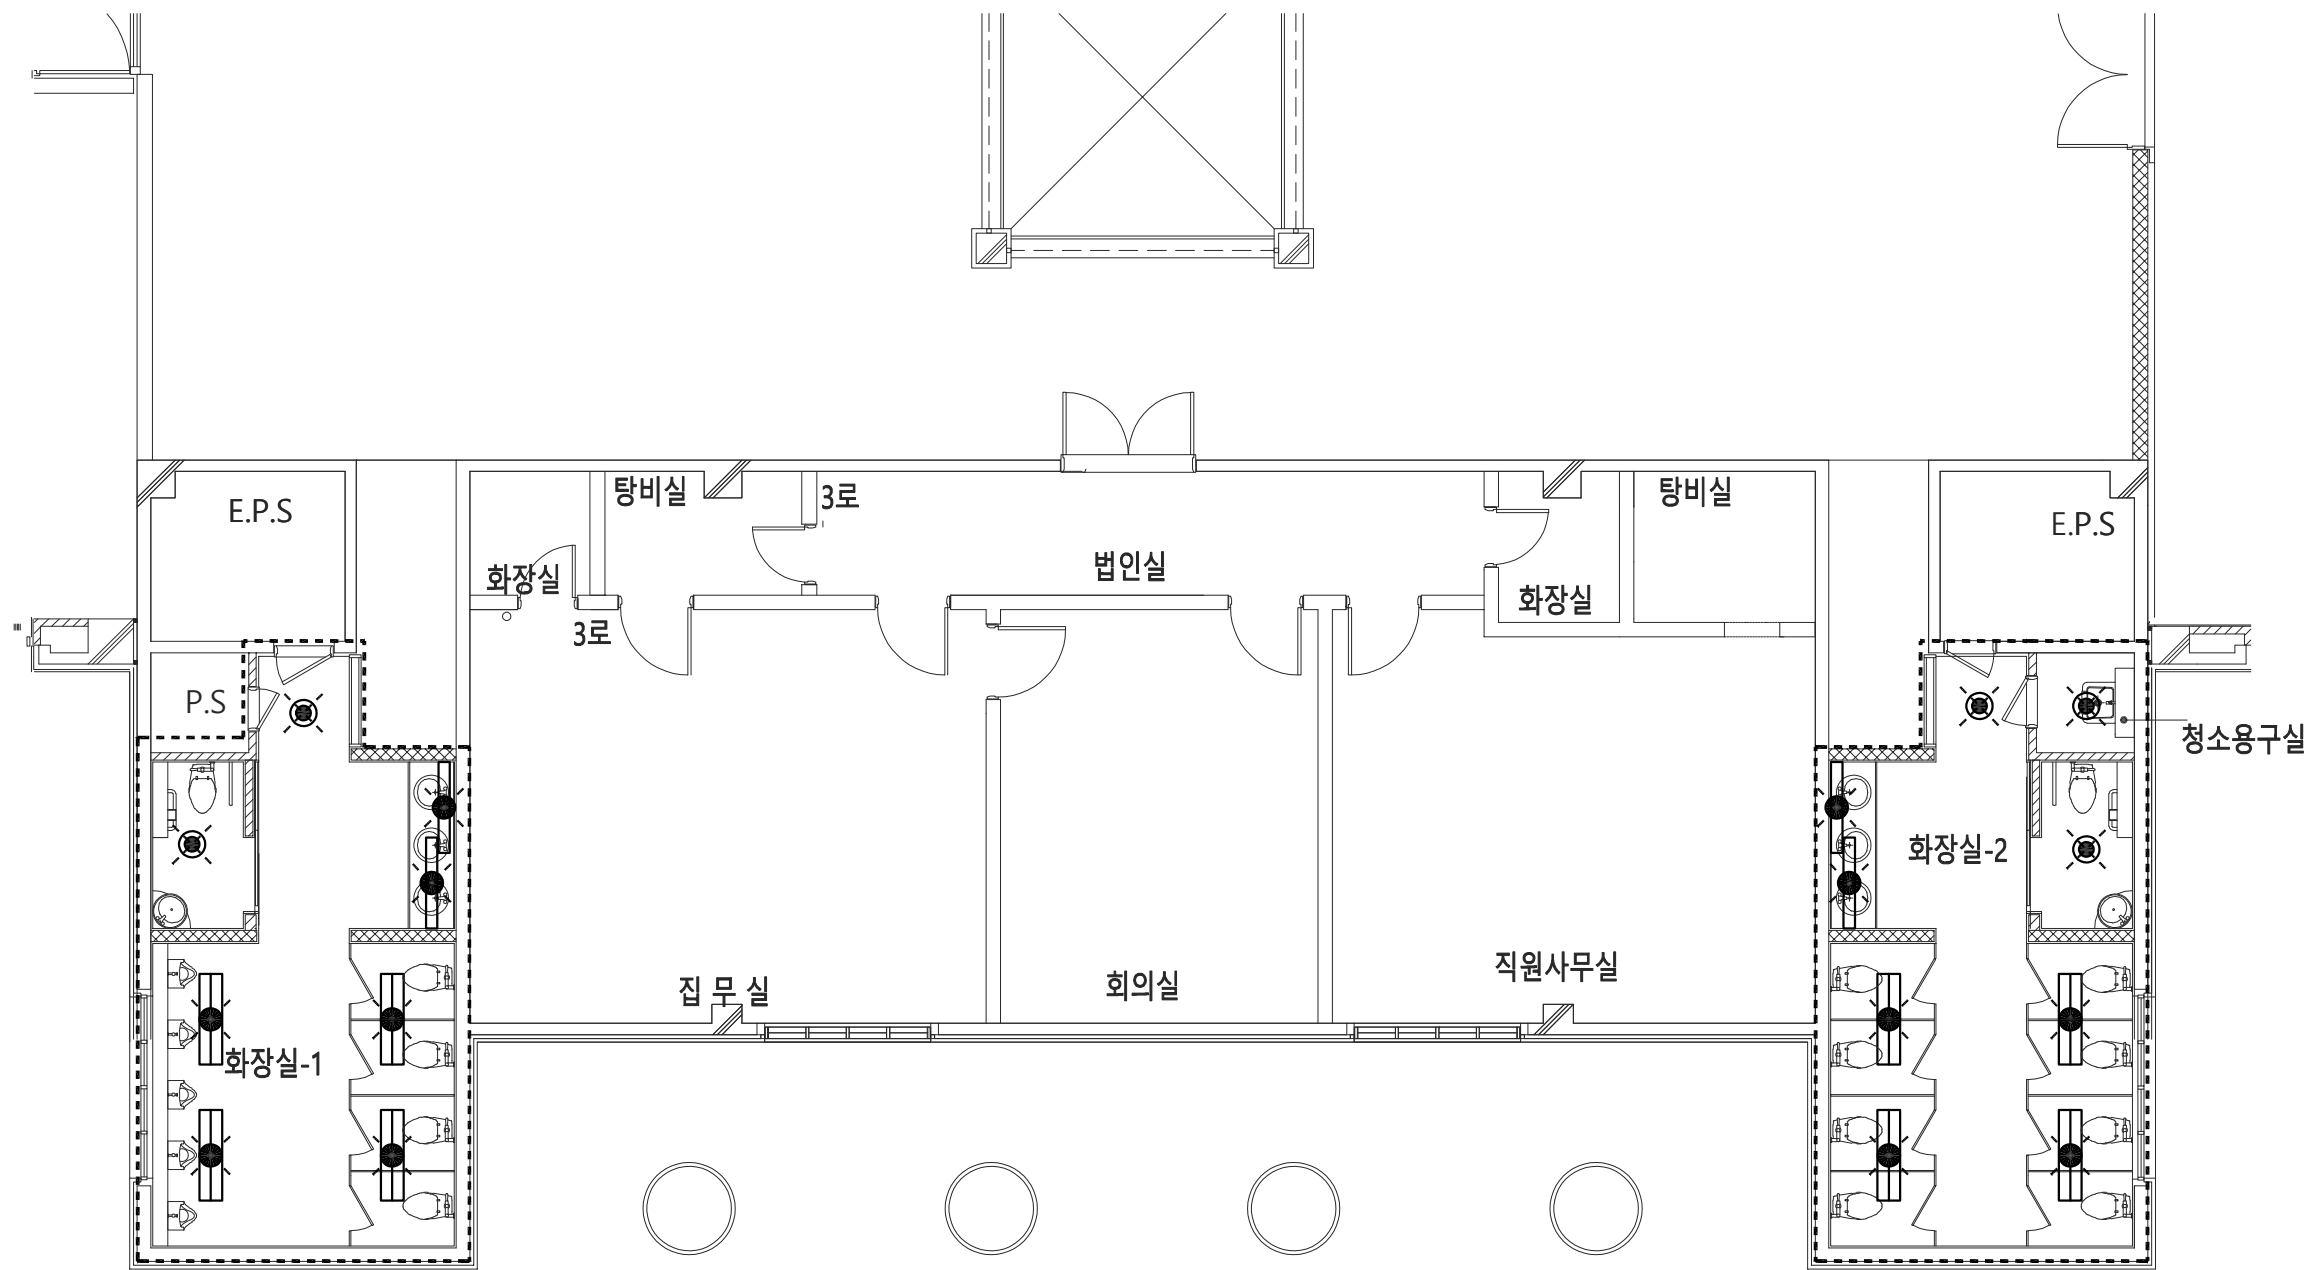 탕비실
3로
탕비실
E.P.S
E.P.S
법인실
화장실
화장실
3로
P.S
청소용구실
화장실-2
직원사무실
집 무 실
회의실
화장실-1